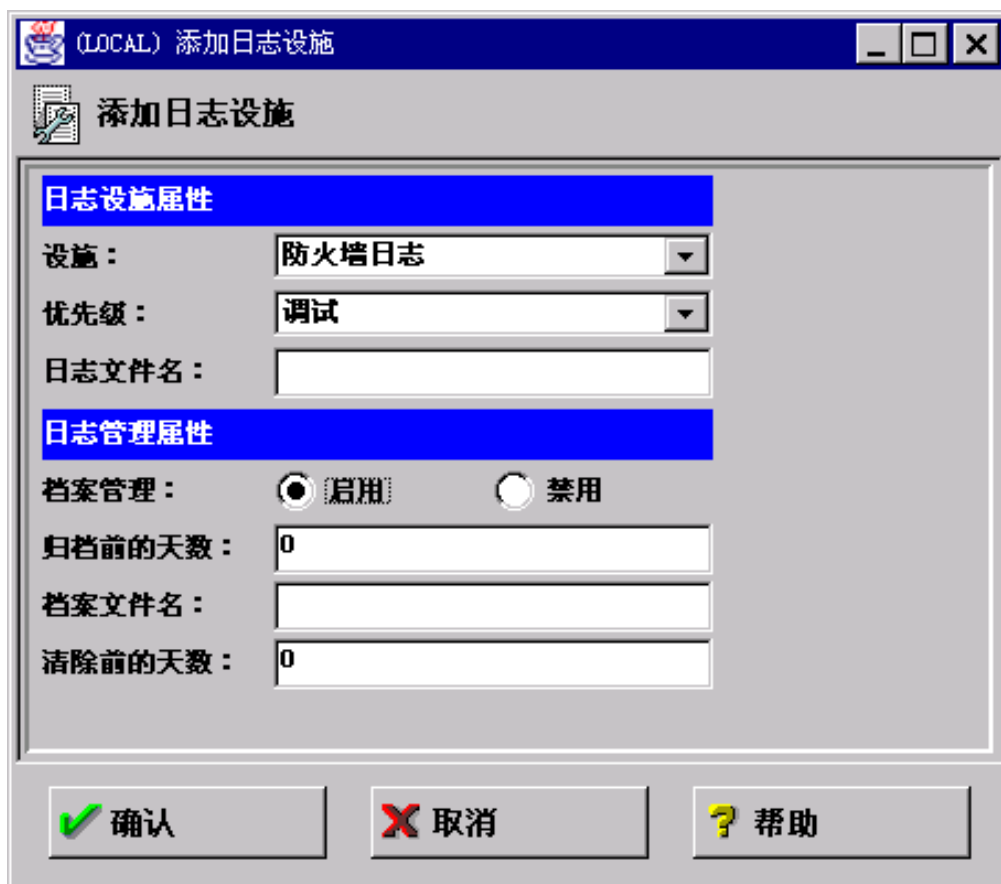 (LOCAL) 添加日志设施
添加日志设施
日志设施属性
设施：
防火墙日志
优先级：
调试
日志文件名：
日志管理属性
档案管理：
启用
禁用
归档前的天数：
0
档案文件名：
清除前的天数：
0
确认
取消
帮助